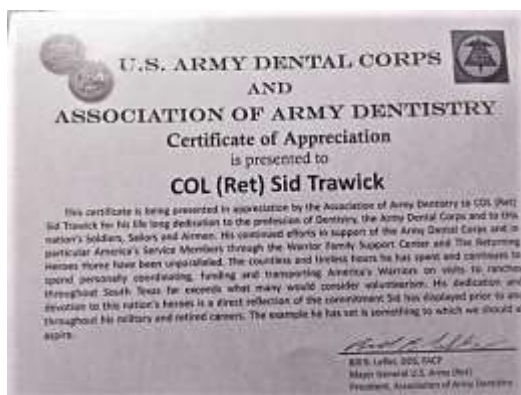 U.S. ARMY DENTAL CORPS
AND
ASSOCIATION OF ARMY DENTISTRY
Certificate of Appreciation
is presented to
COL (Ret) Sid Trawick
This certificate is being presented in appreciation by the Association of Army Dentistry to COL (Ret)
Sid Trawick for his life long dedication to the profession of Dentistry, the Army Dental Corps and to this
nation's Soldiers, Sailors and Airmen. His continued efforts in support of the Army Dental Corps and in
particular America's Service Members through the Warrior Family Support Center and The Returning
Heroes Home have been unparalleled. The countless and tireless hours he has spent and continues to
spend personally coordinating, funding and transporting America's Warriors on visits to ranches
throughout South Texas far exceeds what many would consider volunteerism. His dedication and
devotion to this nation's heroes is a direct reflection of the commitment Sid has displayed prior to and
throughout his military and retired careers. The example he has set is something to which we should all
aspire.
Bill B. Lefler, DDS, FACP
Major General U.S. Army (Ret)
President, Association of Army Dentistry